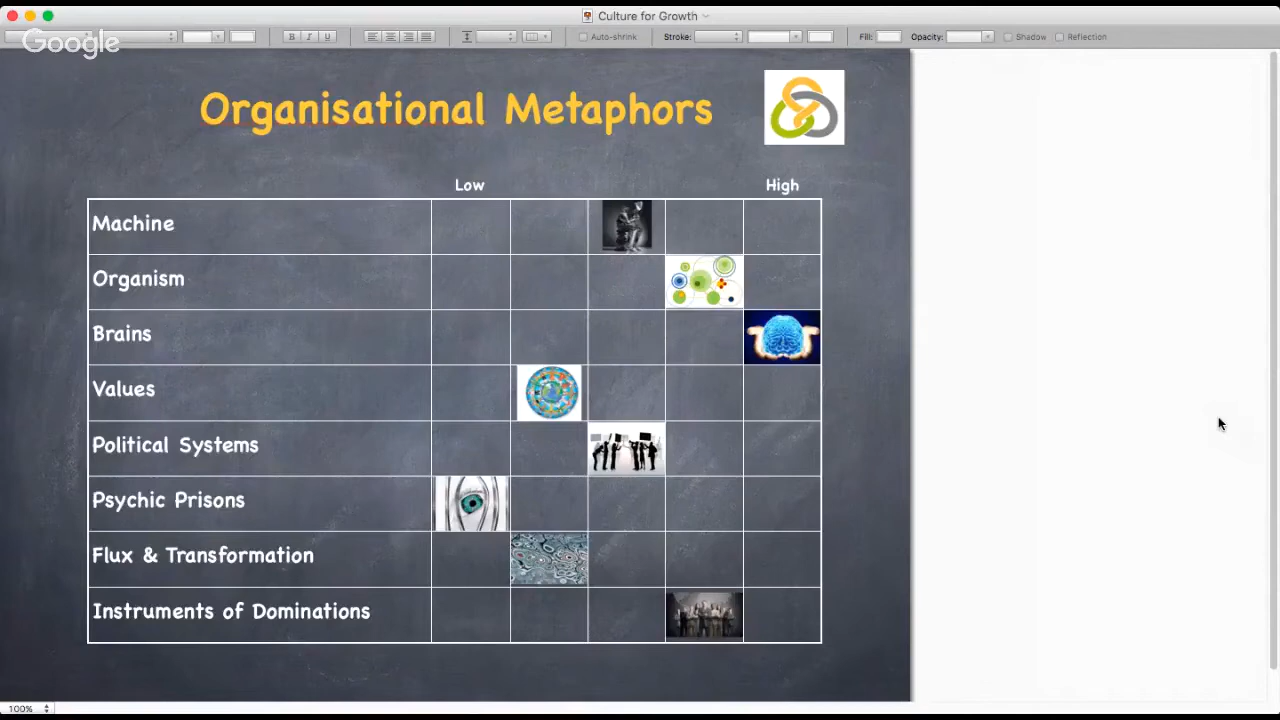 Culture for Growth
Google
B I U
Auto-shrink
Stroke:
Fill:
Opacity:
Shadow
Reflection
Organisational Metaphors
Low
High
Machine
Organism
Brains
Values
Political Systems
Psychic Prisons
Flux & Transformation
Instruments of Dominations
100%